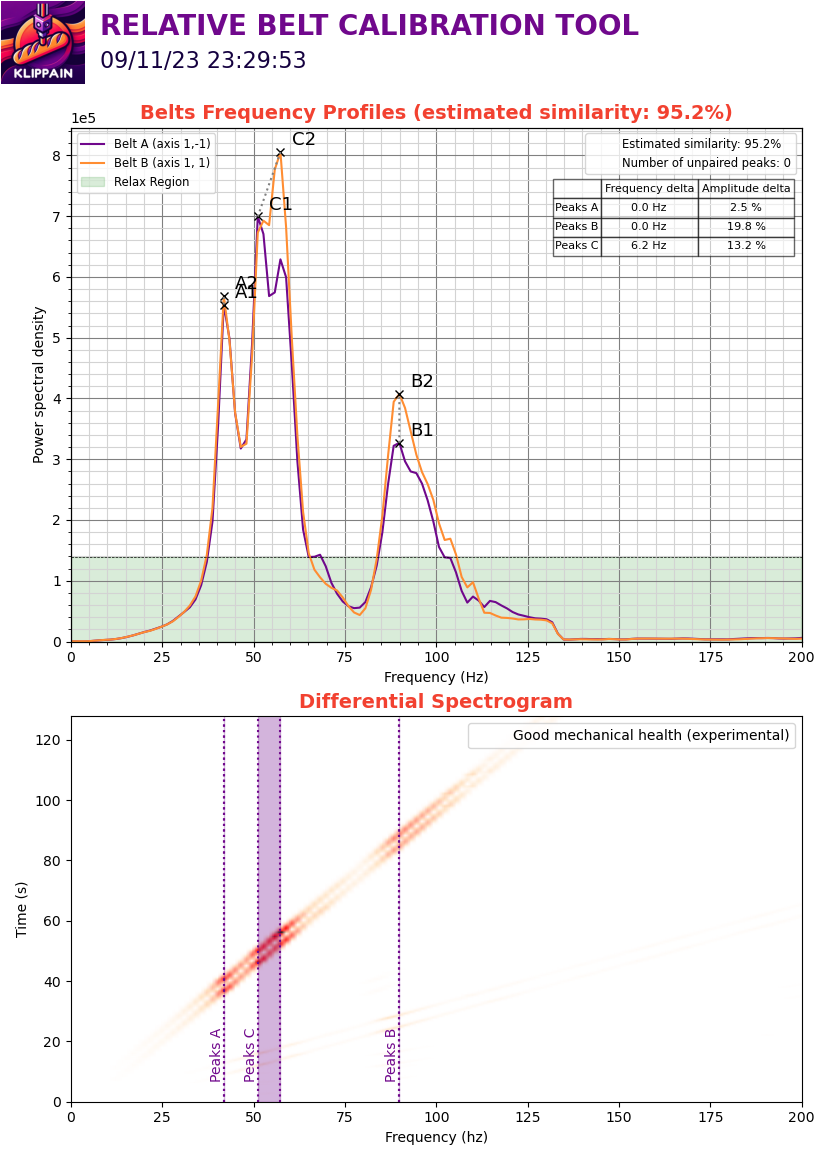 RELATIVE BELT CALIBRATION TOOL
09/11/23 23:29:53
KLIPPAIN
Belts Frequency Profiles (estimated similarity: 95.2%)
1e5
Belt A (axis 1,-1)
Belt B (axis 1, 1)
Relax Region
Estimated similarity: 95.2%
Number of unpaired peaks: 0
Frequency delta Amplitude delta
Peaks A 0.0 Hz 2.5 %
Peaks B 0.0 Hz 19.8 %
Peaks C 6.2 Hz 13.2 %
C2
C1
A2
A1
B2
B1
Power spectral density
8
7
6
5
4
3
2
1
0
0 25 50 75 100 125 150 175 200
Frequency (Hz)
Differential Spectrogram
Good mechanical health (experimental)
Time (s)
120
100
80
60
40
20
0
Peaks A
Peaks C
Peaks B
0 25 50 75 100 125 150 175 200
Frequency (hz)